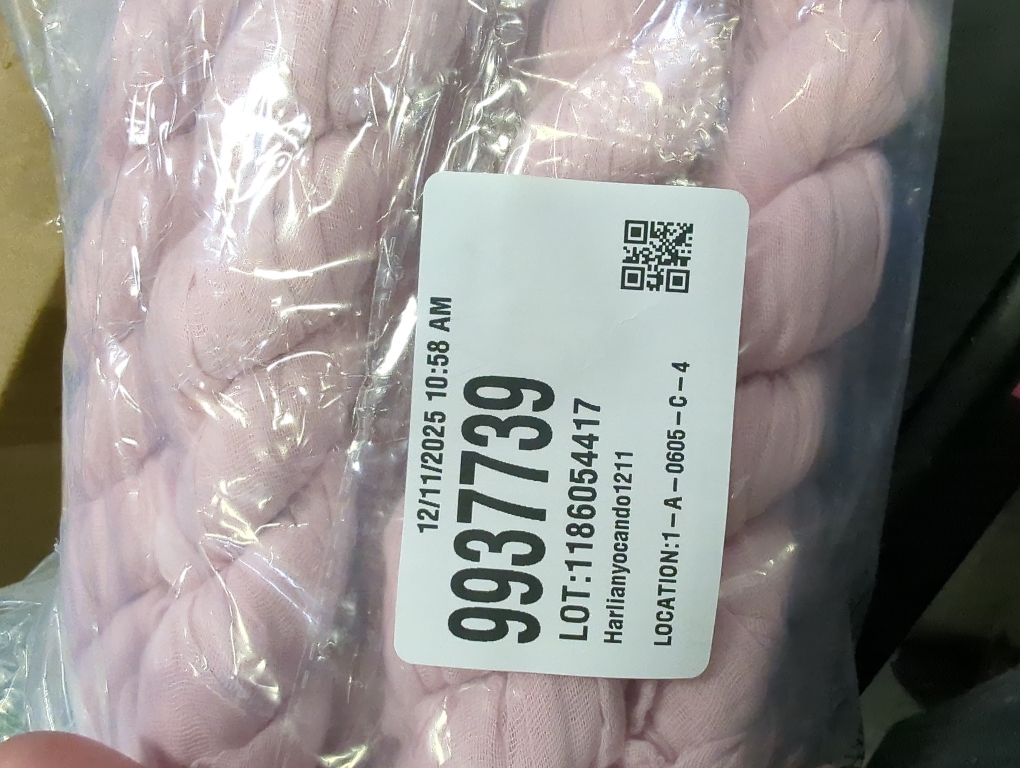 12/11/2025 10:58 AM
9937739
LOT:1186054417
Harlianyocando1211
LOCATION:1-A-0605-C-4